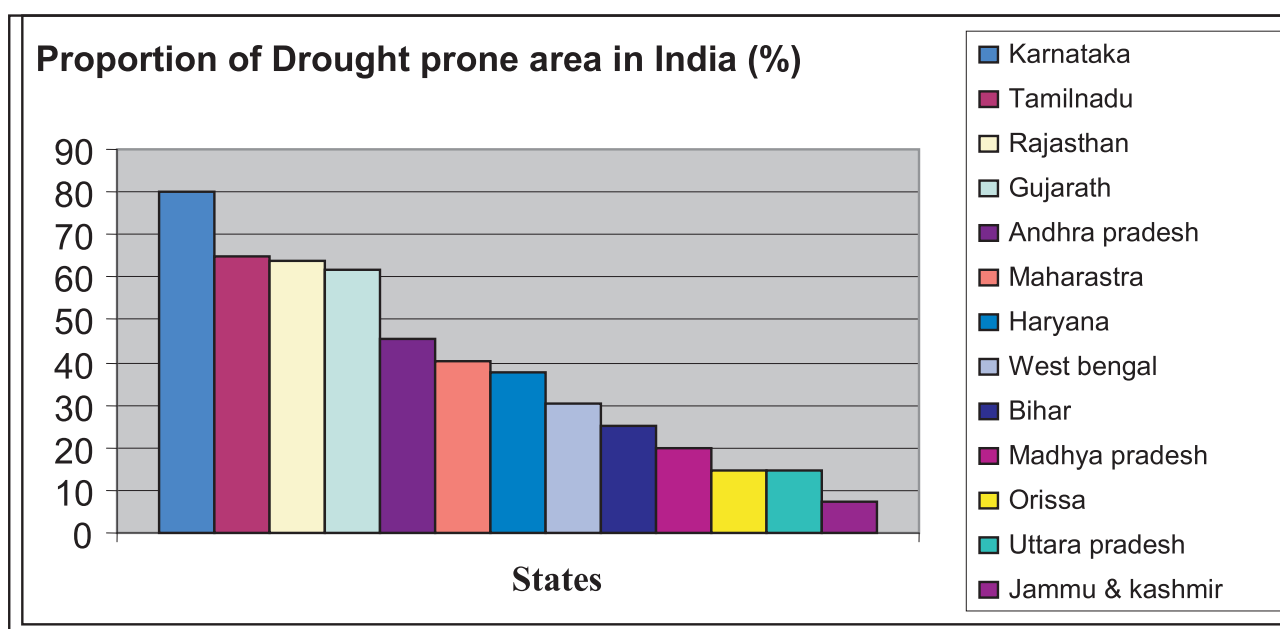 Proportion of Drought prone area in India (%)
90
80
70
60
50
40
30
20
10
0
States
Karnataka
Tamilnadu
Rajasthan
Gujarath
Andhra pradesh
Maharastra
Haryana
West bengal
Bihar
Madhya pradesh
Orissa
Uttara pradesh
Jammu & kashmir